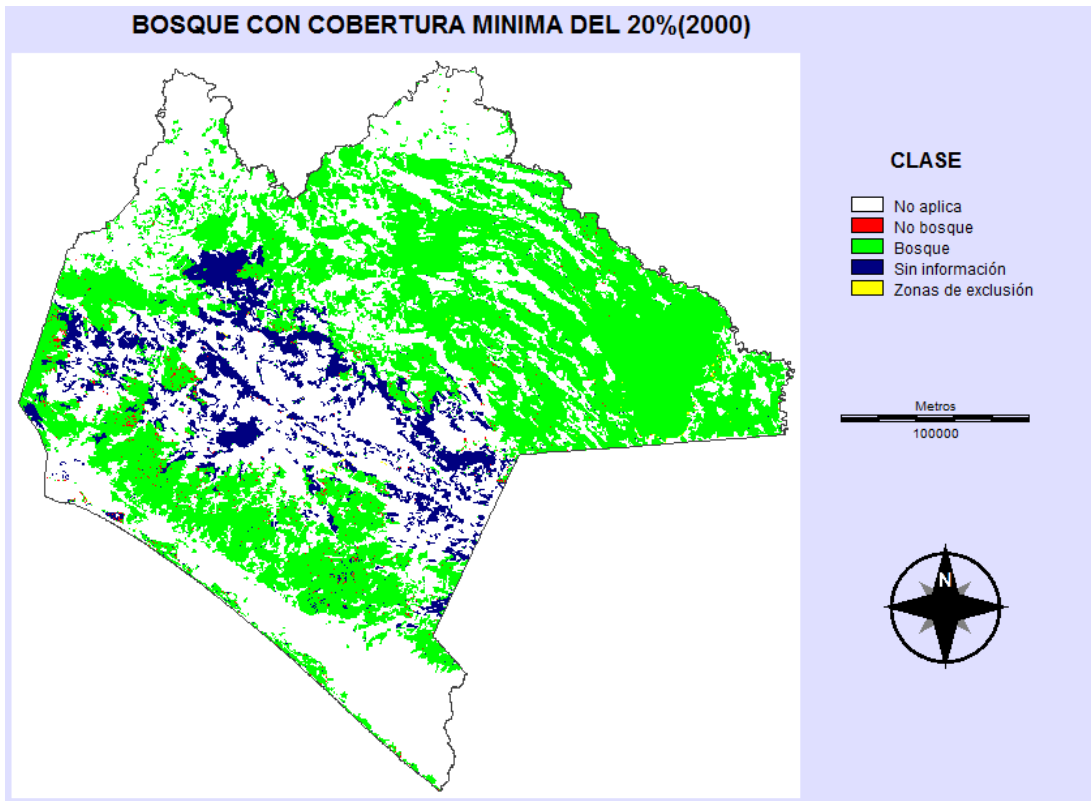 BOSQUE CON COBERTURA MINIMA DEL 20%(2000)
CLASE
No aplica
No bosque
Bosque
Sin información
Zonas de exclusión
Metros
100000
N